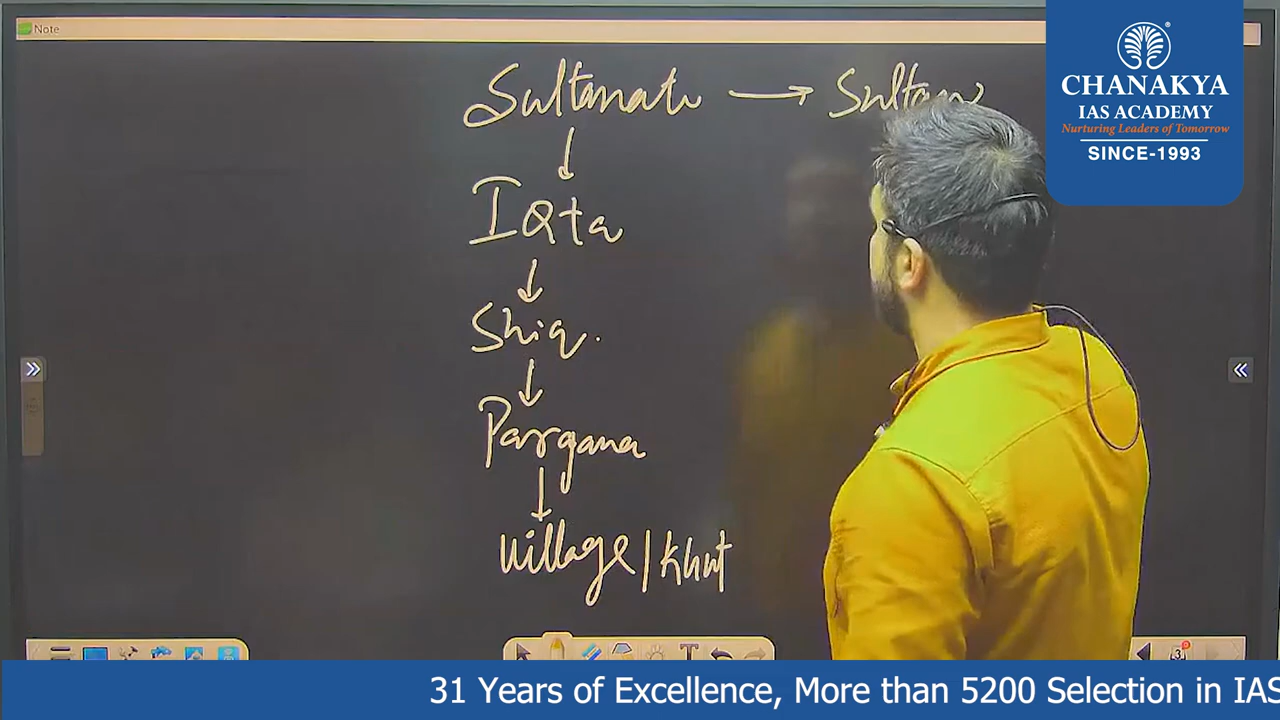 Note
CHANAKYA
IAS ACADEMY
Nurturing Leaders of Tomorrow
SINCE-1993
Sultanate → Sultan
↓
IQta
↓
Shiq.
↓
Pargana
↓
Village/Khut
31 Years of Excellence, More than 5200 Selection in IAS